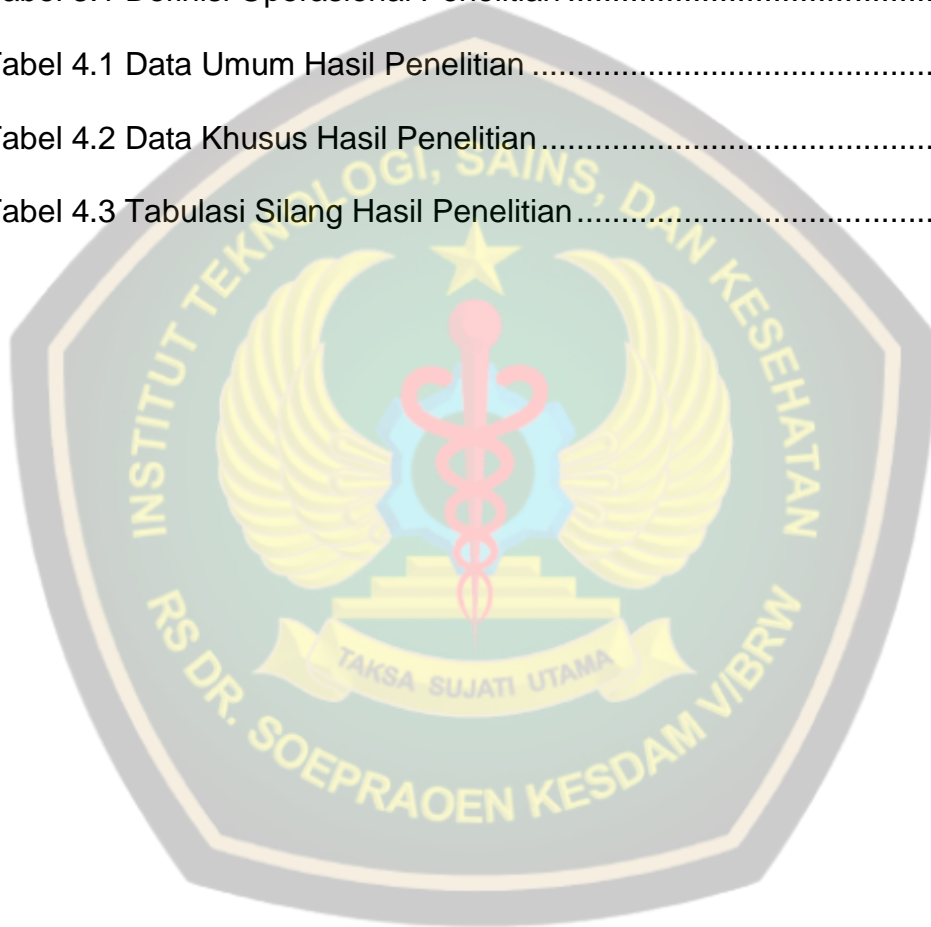 Tabel 4.1 Data Umum Hasil Penelitian ................................................
Tabel 4.2 Data Khusus Hasil Penelitian ...............................................
Tabel 4.3 Tabulasi Silang Hasil Penelitian ...........................................
INSTITUT TEKNOLOGI, SAINS, DAN KESEHATAN
TAKSA SUJATI UTAMA
RS DR. SOEPRAOEN KESDAM V/BRW